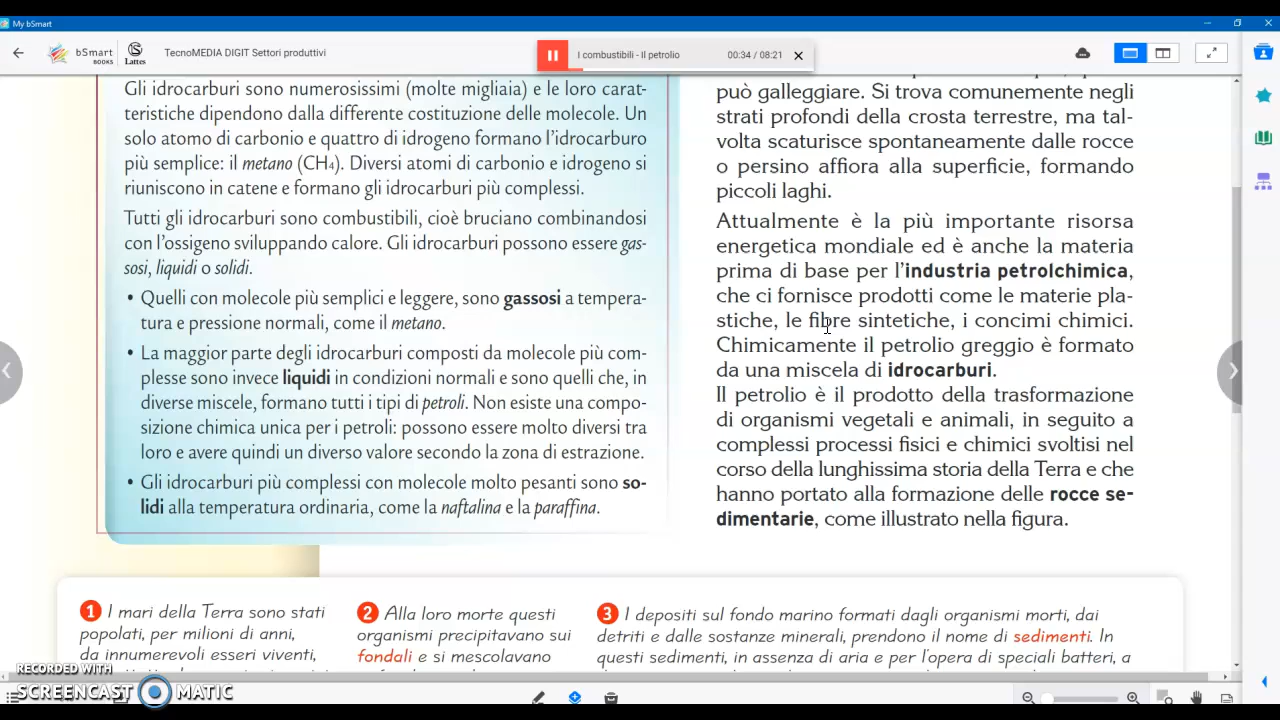 My bSmart
bSmart BOOKS
Lattes
TecnoMEDIA DIGIT Settori produttivi
I combustibili - Il petrolio
00:34 / 08:21
Gli idrocarburi sono numerosissimi (molte migliaia) e le loro carat-
teristiche dipendono dalla differente costituzione delle molecole. Un
solo atomo di carbonio e quattro di idrogeno formano l'idrocarburo
più semplice: il metano (CH4). Diversi atomi di carbonio e idrogeno si
riuniscono in catene e formano gli idrocarburi più complessi.
Tutti gli idrocarburi sono combustibili, cioè bruciano combinandosi
con l'ossigeno sviluppando calore. Gli idrocarburi possono essere gas-
sosi, liquidi o solidi.
• Quelli con molecole più semplici e leggere, sono gassosi a tempera-
tura e pressione normali, come il metano.
• La maggior parte degli idrocarburi composti da molecole più com-
plesse sono invece liquidi in condizioni normali e sono quelli che, in
diverse miscele, formano tutti i tipi di petroli. Non esiste una compo-
sizione chimica unica per i petroli: possono essere molto diversi tra
loro e avere quindi un diverso valore secondo la zona di estrazione.
• Gli idrocarburi più complessi con molecole molto pesanti sono so-
lidi alla temperatura ordinaria, come la naftalina e la paraffina.
può galleggiare. Si trova comunemente negli
strati profondi della crosta terrestre, ma tal-
volta scaturisce spontaneamente dalle rocce
o persino affiora alla superficie, formando
piccoli laghi.
Attualmente è la più importante risorsa
energetica mondiale ed è anche la materia
prima di base per l'industria petrolchimica,
che ci fornisce prodotti come le materie pla-
stiche, le fibre sintetiche, i concimi chimici.
Chimicamente il petrolio greggio è formato
da una miscela di idrocarburi.
Il petrolio è il prodotto della trasformazione
di organismi vegetali e animali, in seguito a
complessi processi fisici e chimici svoltisi nel
corso della lunghissima storia della Terra e che
hanno portato alla formazione delle rocce se-
dimentarie, come illustrato nella figura.
1 I mari della Terra sono stati
popolati, per milioni di anni,
da innumerevoli esseri viventi,
2 Alla loro morte questi
organismi precipitavano sui
fondali e si mescolavano
3 I depositi sul fondo marino formati dagli organismi morti, dai
detriti e dalle sostanze minerali, prendono il nome di sedimenti. In
questi sedimenti, in assenza di aria e per l'opera di speciali batteri, a
RECORDED WITH
SCREENCAST MATIC